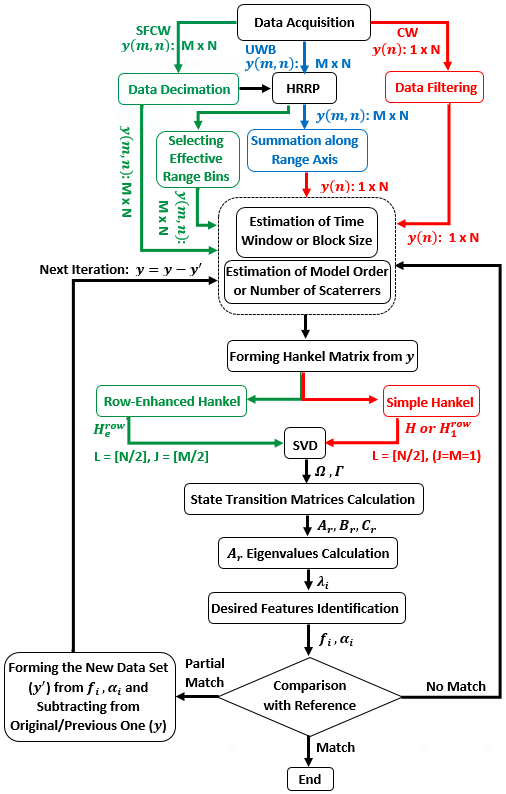 Data Acquisition
SFCW
y(m,n): M x N
UWB
y(m,n): M x N
CW
y(n): 1 x N
Data Decimation
HRRP
Data Filtering
y(m,n): M x N
y(m,n): M x N
Selecting
Effective
Range Bins
Summation along
Range Axis
y(m,n):
M x N
y(n): 1 x N
y(n): 1 x N
Estimation of Time
Window or Block Size
Next Iteration: y = y − y′
Estimation of Model Order
or Number of Scaterrers
Forming Hankel Matrix from y
Row-Enhanced Hankel
Simple Hankel
H_e^row
H or H_1^row
SVD
L = [N/2], J = [M/2]
L = [N/2], (J=M=1)
Ω , Γ
State Transition Matrices Calculation
A_r, B_r, C_r
A_r Eigenvalues Calculation
λ_i
Desired Features Identification
f_i , α_i
Forming the New Data Set
(y′) from f_i , α_i and
Subtracting from
Original/Previous One (y)
Partial
Match
Comparison
with Reference
No Match
Match
End